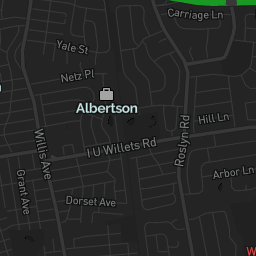 Carriage Ln
Yale St
Netz Pl
Albertson
Hill Ln
Willis Ave
I U Willets Rd
Roslyn Rd
Arbor Ln
Grant Ave
Dorset Ave
W